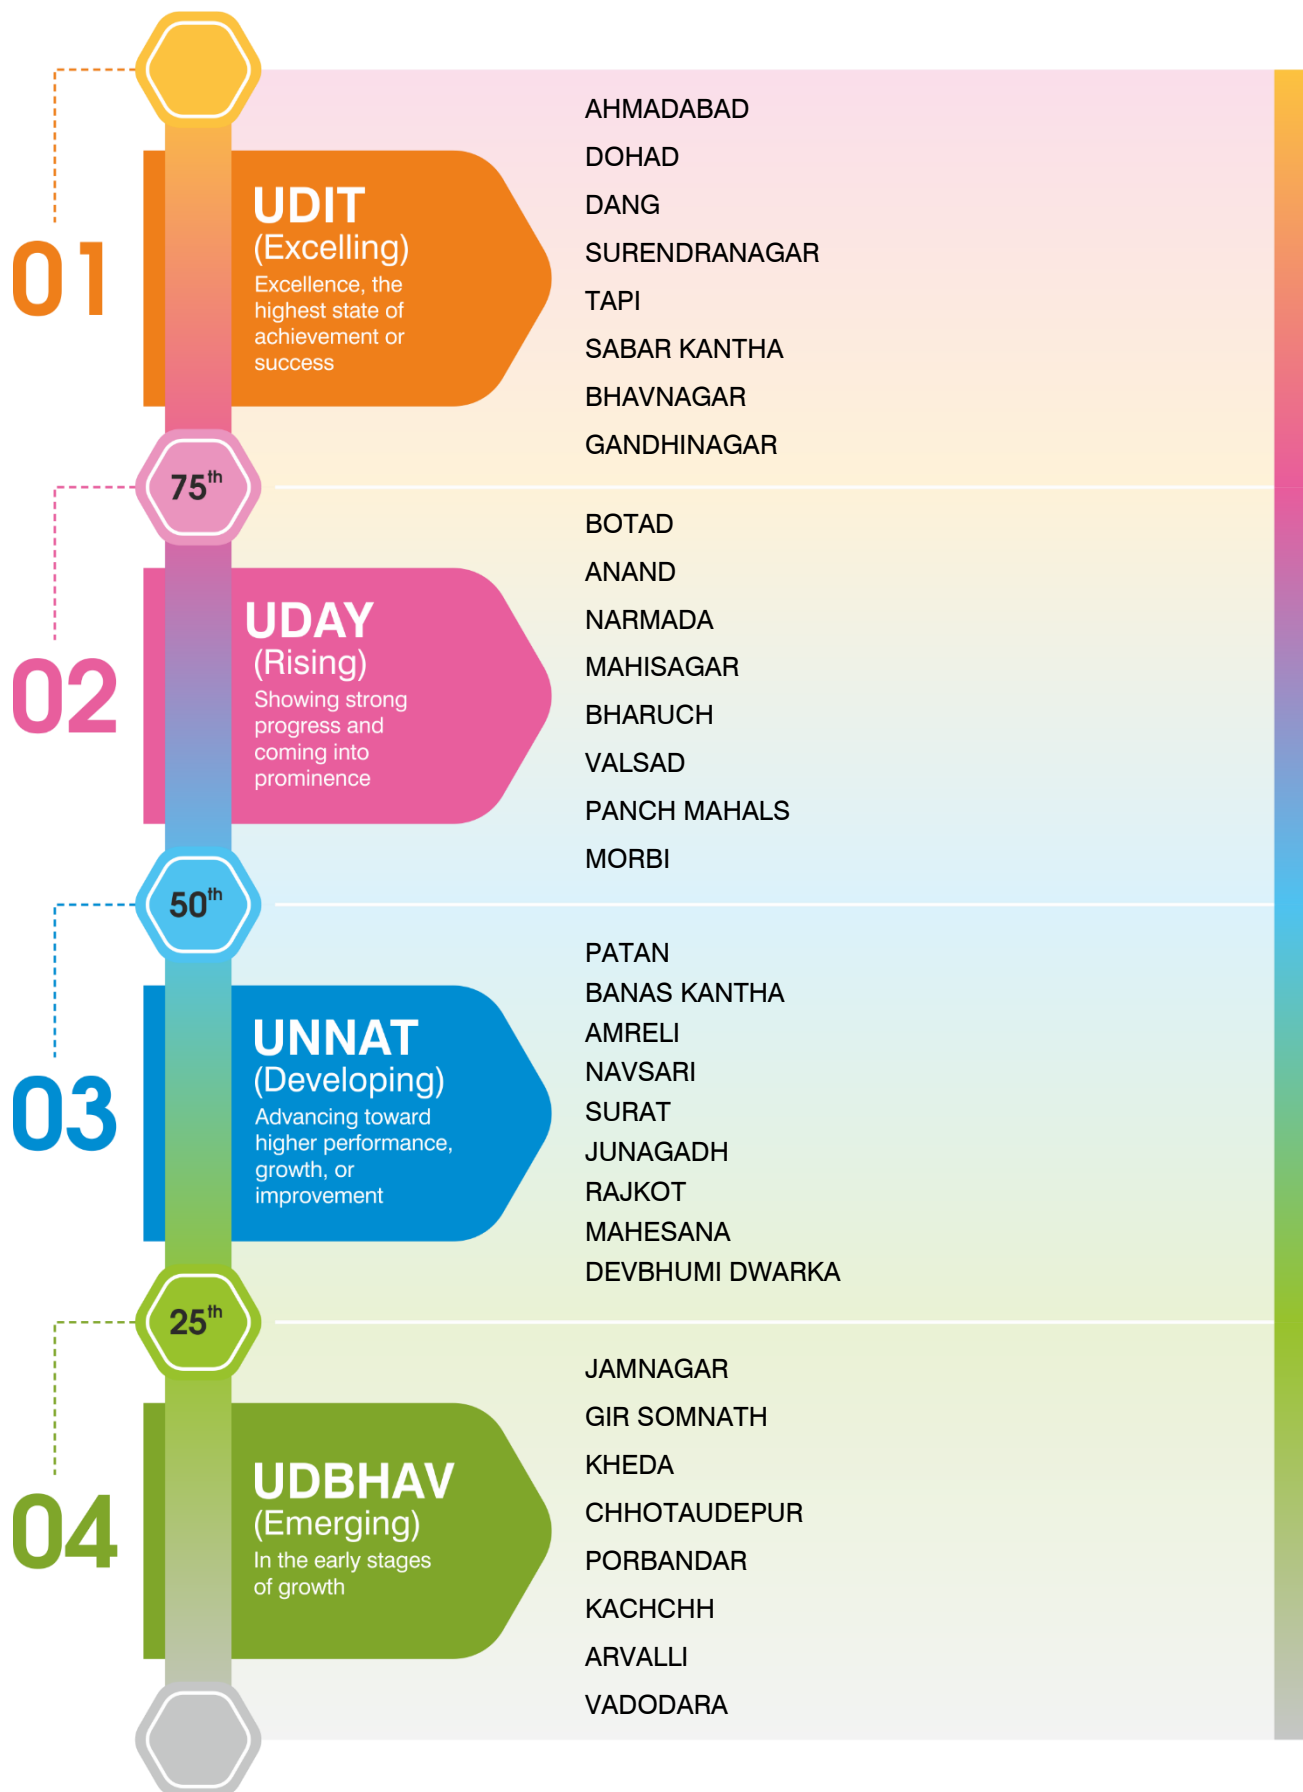 01
UDIT
(Excelling)
Excellence, the
highest state of
achievement or
success
AHMADABAD
DOHAD
DANG
SURENDRANAGAR
TAPI
SABAR KANTHA
BHAVNAGAR
GANDHINAGAR
75th
02
UDAY
(Rising)
Showing strong
progress and
coming into
prominence
BOTAD
ANAND
NARMADA
MAHISAGAR
BHARUCH
VALSAD
PANCH MAHALS
MORBI
50th
03
UNNAT
(Developing)
Advancing toward
higher performance,
growth, or
improvement
PATAN
BANAS KANTHA
AMRELI
NAVSARI
SURAT
JUNAGADH
RAJKOT
MAHESANA
DEVBHUMI DWARKA
25th
04
UDBHAV
(Emerging)
In the early stages
of growth
JAMNAGAR
GIR SOMNATH
KHEDA
CHHOTAUDEPUR
PORBANDAR
KACHCHH
ARVALLI
VADODARA